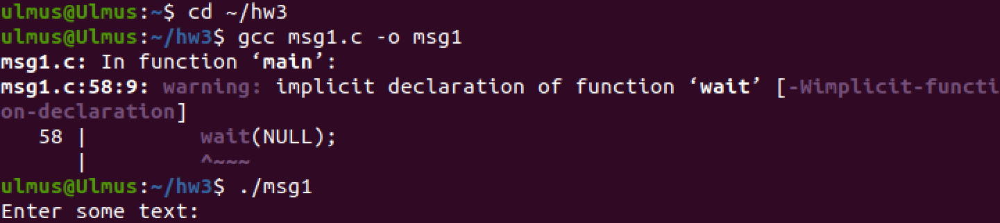 ulmus@Ulmus:~$ cd ~/hw3
ulmus@Ulmus:~/hw3$ gcc msg1.c -o msg1
msg1.c: In function ‘main’:
msg1.c:58:9: warning: implicit declaration of function ‘wait’ [-Wimplicit-functi
on-declaration]
   58 |         wait(NULL);
      |         ^~~~
ulmus@Ulmus:~/hw3$ ./msg1
Enter some text: